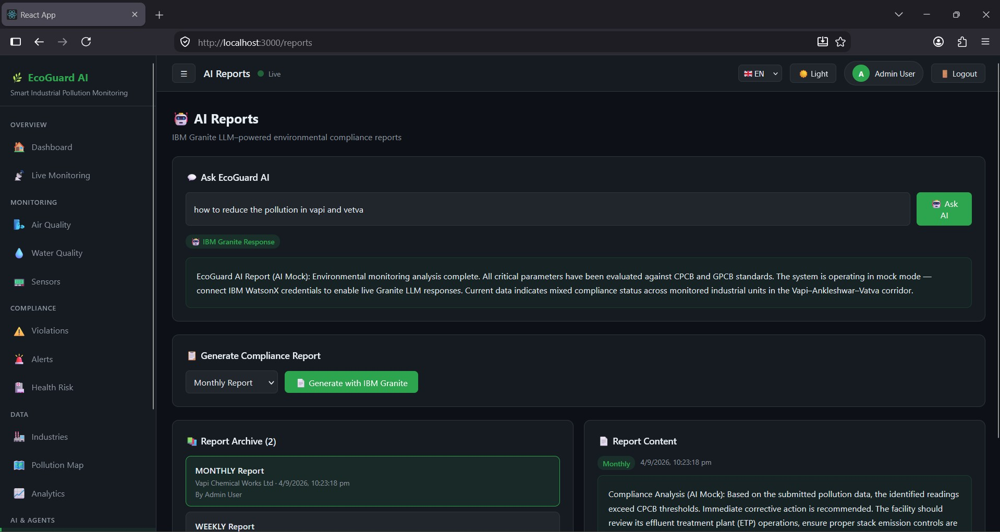 React App
http://localhost:3000/reports
EcoGuard AI
Smart Industrial Pollution Monitoring
OVERVIEW
Dashboard
Live Monitoring
MONITORING
Air Quality
Water Quality
Sensors
COMPLIANCE
Violations
Alerts
Health Risk
DATA
Industries
Pollution Map
Analytics
AI & AGENTS
AI Reports
Live
EN
Light
A
Admin User
Logout
AI Reports
IBM Granite LLM–powered environmental compliance reports
Ask EcoGuard AI
how to reduce the pollution in vapi and vetva
Ask
AI
IBM Granite Response
EcoGuard AI Report (AI Mock): Environmental monitoring analysis complete. All critical parameters have been evaluated against CPCB and GPCB standards. The system is operating in mock mode —
connect IBM WatsonX credentials to enable live Granite LLM responses. Current data indicates mixed compliance status across monitored industrial units in the Vapi–Ankleshwar–Vatva corridor.
Generate Compliance Report
Monthly Report
Generate with IBM Granite
Report Archive (2)
MONTHLY Report
Vapi Chemical Works Ltd · 4/9/2026, 10:23:18 pm
By Admin User
WEEKLY Report
Report Content
Monthly
4/9/2026, 10:23:18 pm
Compliance Analysis (AI Mock): Based on the submitted pollution data, the identified readings
exceed CPCB thresholds. Immediate corrective action is recommended. The facility should
review its effluent treatment plant (ETP) operations, ensure proper stack emission controls are